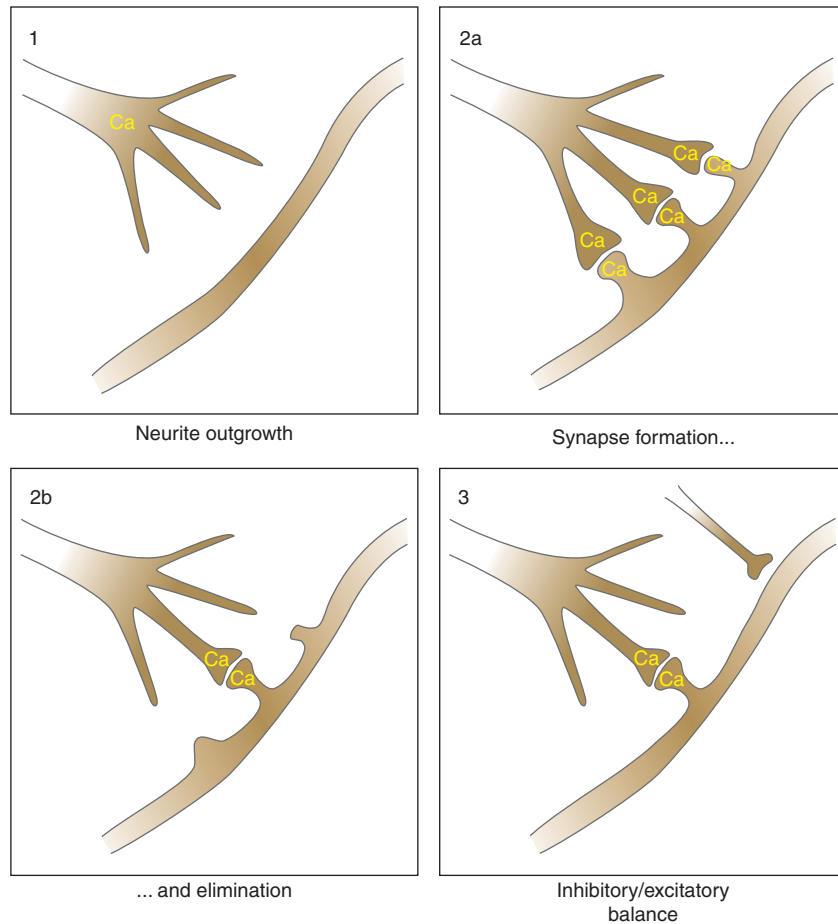 1
Ca
Neurite outgrowth
2a
Ca
Ca
Ca
Ca
Ca
Ca
Synapse formation...
2b
Ca
Ca
... and elimination
3
Ca
Ca
Inhibitory/excitatory
balance